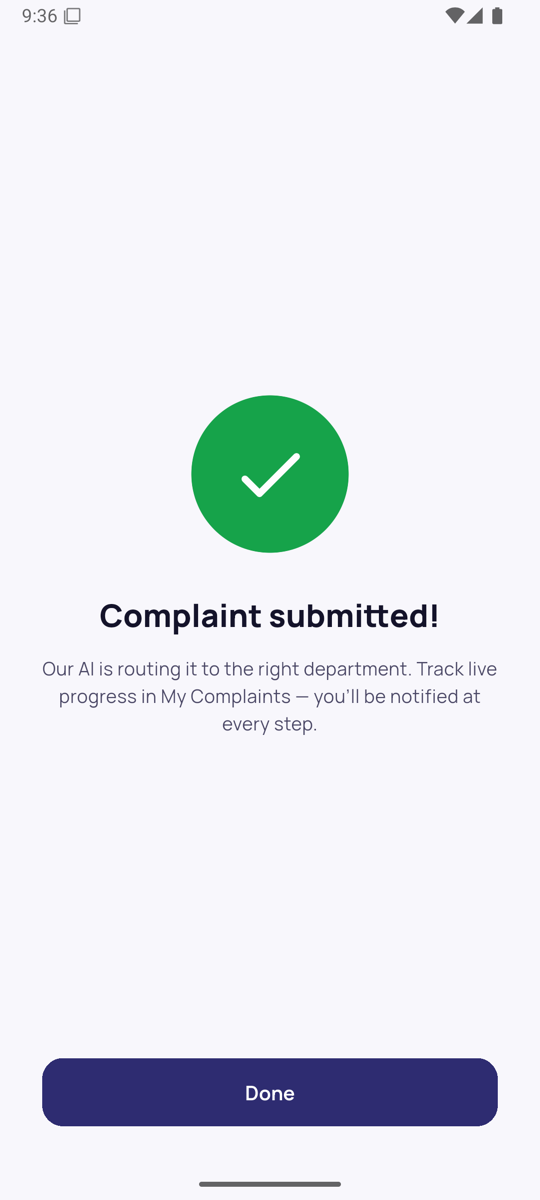 9:36
Complaint submitted!
Our AI is routing it to the right department. Track live
progress in My Complaints — you'll be notified at
every step.
Done